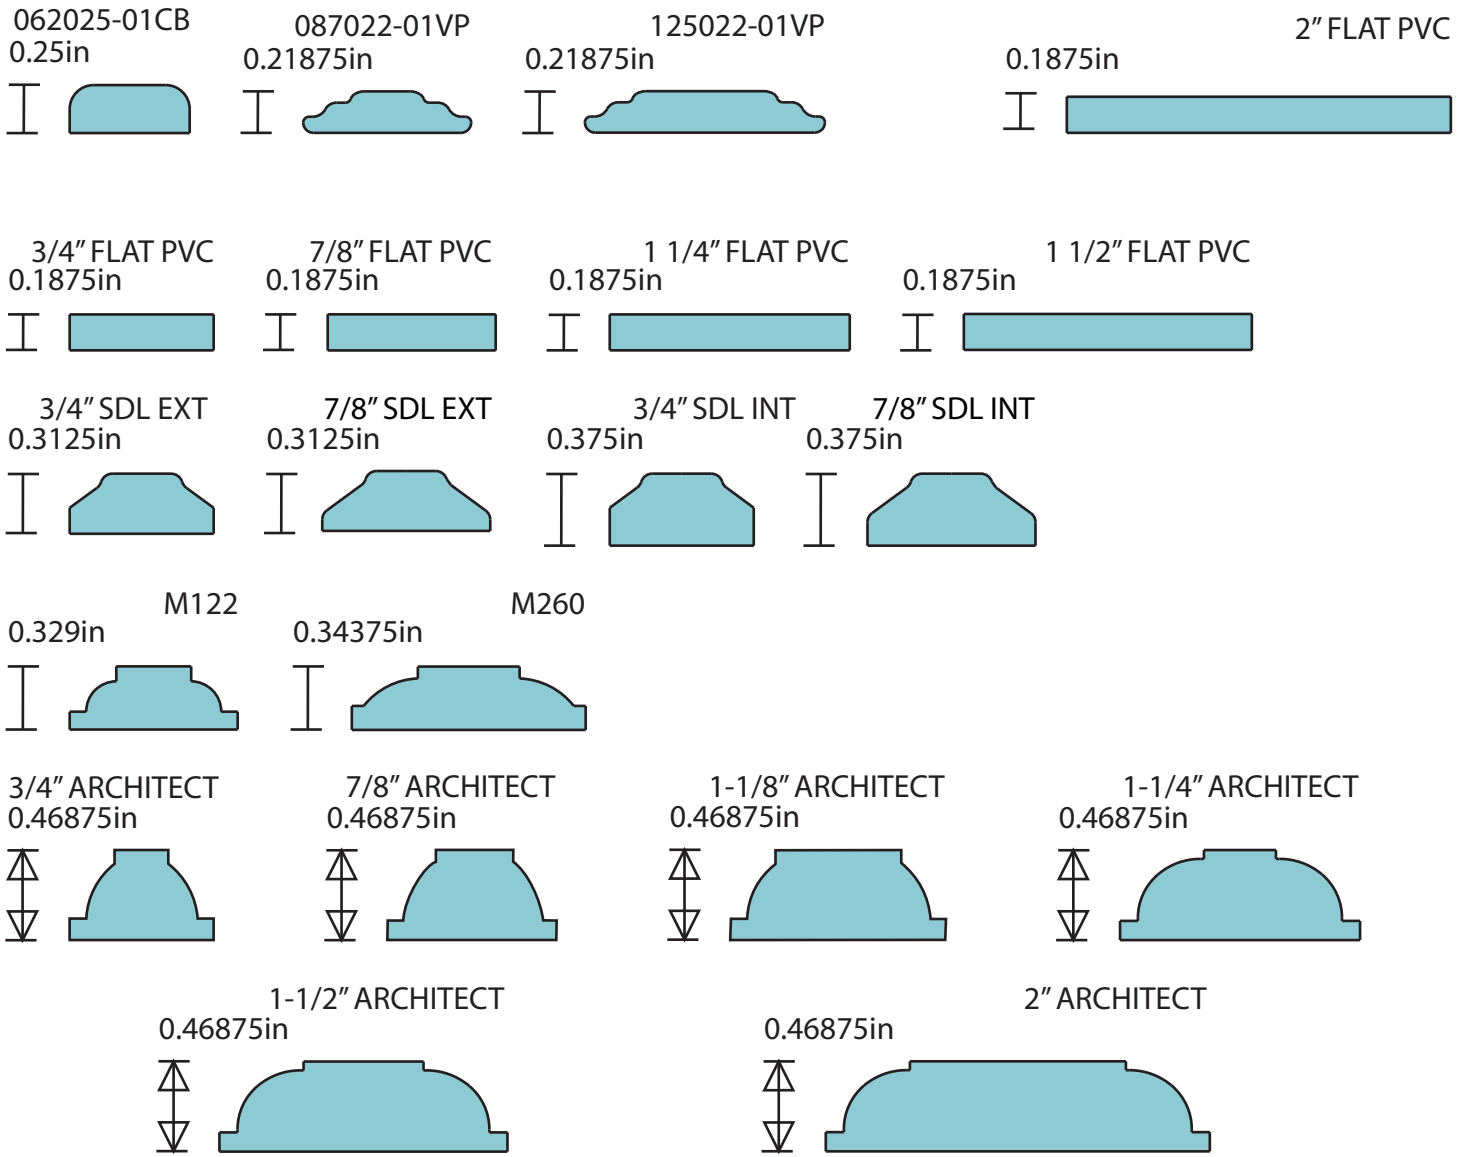 062025-01CB
0.25in
087022-01VP
0.21875in
125022-01VP
0.21875in
2” FLAT PVC
0.1875in
3/4” FLAT PVC
0.1875in
7/8” FLAT PVC
0.1875in
1 1/4” FLAT PVC
0.1875in
1 1/2” FLAT PVC
0.1875in
3/4” SDL EXT
0.3125in
7/8” SDL EXT
0.3125in
3/4” SDL INT
0.375in
7/8” SDL INT
0.375in
M122
0.329in
M260
0.34375in
3/4” ARCHITECT
0.46875in
7/8” ARCHITECT
0.46875in
1-1/8” ARCHITECT
0.46875in
1-1/4” ARCHITECT
0.46875in
1-1/2” ARCHITECT
0.46875in
2” ARCHITECT
0.46875in